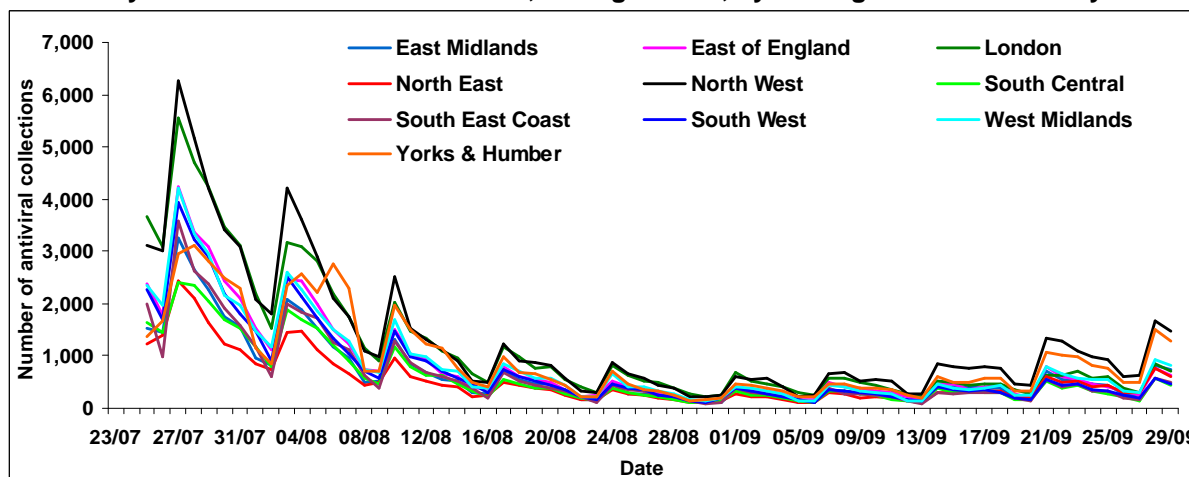 7,000
6,000
5,000
4,000
3,000
2,000
1,000
0
Number of antiviral collections
East Midlands East of England London
North East North West South Central
South East Coast South West West Midlands
Yorks & Humber
23/07 27/07 31/07 04/08 08/08 12/08 16/08 20/08 24/08 28/08 01/09 05/09 09/09 13/09 17/09 21/09 25/09 29/09
Date